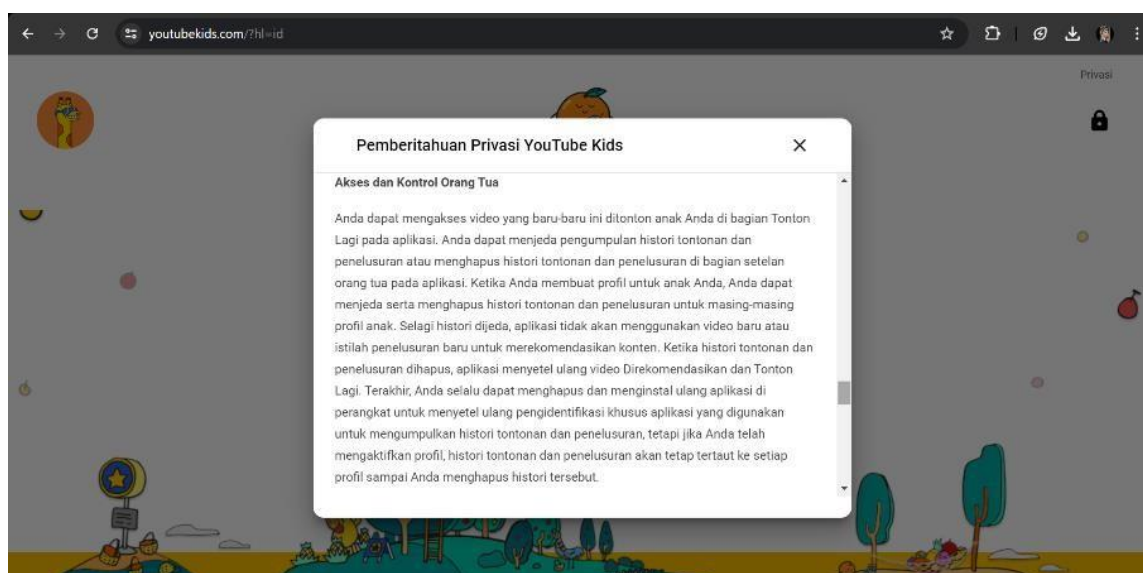 youtubekids.com/?hl=id
Privasi
Pemberitahuan Privasi YouTube Kids
Akses dan Kontrol Orang Tua
Anda dapat mengakses video yang baru-baru ini ditonton anak Anda di bagian Tonton
Lagi pada aplikasi. Anda dapat menjeda pengumpulan histori tontonan dan
penelusuran atau menghapus histori tontonan dan penelusuran di bagian setelan
orang tua pada aplikasi. Ketika Anda membuat profil untuk anak Anda, Anda dapat
menjeda serta menghapus histori tontonan dan penelusuran untuk masing-masing
profil anak. Selagi histori dijeda, aplikasi tidak akan menggunakan video baru atau
istilah penelusuran baru untuk merekomendasikan konten. Ketika histori tontonan dan
penelusuran dihapus, aplikasi menyetel ulang video Direkomendasikan dan Tonton
Lagi. Terakhir, Anda selalu dapat menghapus dan menginstal ulang aplikasi di
perangkat untuk menyetel ulang pengidentifikasi khusus aplikasi yang digunakan
untuk mengumpulkan histori tontonan dan penelusuran, tetapi jika Anda telah
mengaktifkan profil, histori tontonan dan penelusuran akan tetap tertaut ke setiap
profil sampai Anda menghapus histori tersebut.